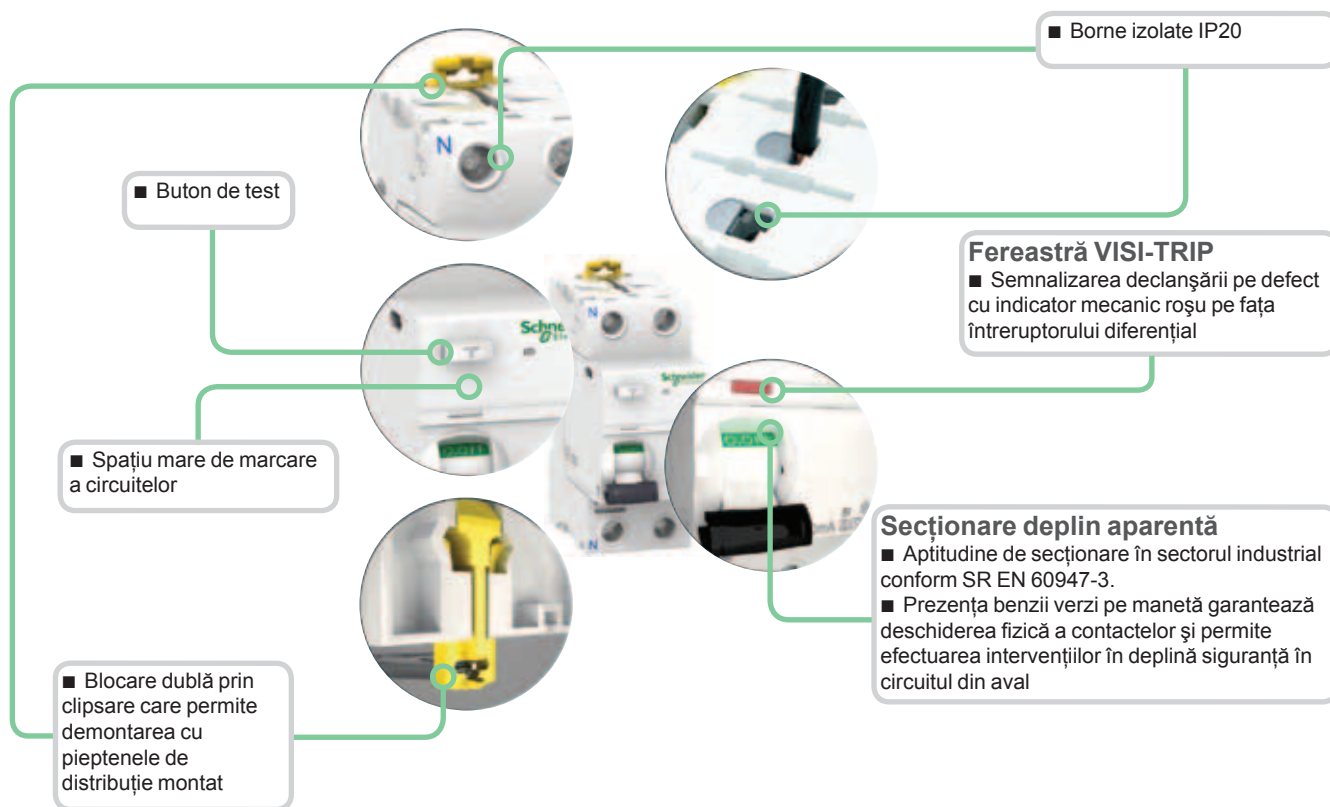 ■ Borne izolate IP20
N
■ Buton de test
Fereastră VISI-TRIP
■ Semnalizarea declanşării pe defect
cu indicator mecanic roşu pe faţa
întreruptorului diferenţial
N
Schneider
■ Spaţiu mare de marcare
a circuitelor
N
Secţionare deplin aparentă
■ Aptitudine de secţionare în sectorul industrial
conform SR EN 60947-3.
■ Prezenţa benzii verzi pe manetă garantează
deschiderea fizică a contactelor şi permite
efectuarea intervenţiilor în deplină siguranţă în
circuitul din aval
■ Blocare dublă prin
clipsare care permite
demontarea cu
pieptenele de
distribuţie montat